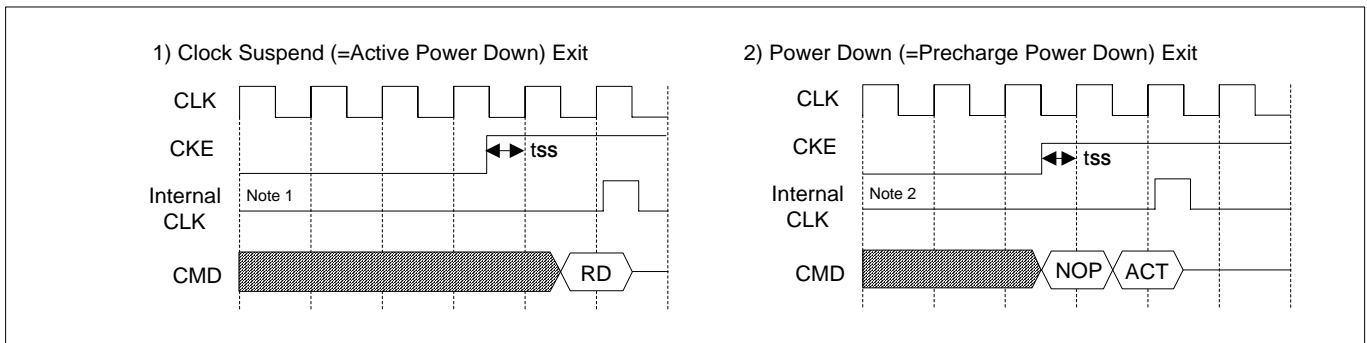 1) Clock Suspend (=Active Power Down) Exit
CLK
CKE
tss
Internal
CLK
Note 1
CMD
RD
2) Power Down (=Precharge Power Down) Exit
CLK
CKE
tss
Internal
CLK
Note 2
CMD
NOP
ACT